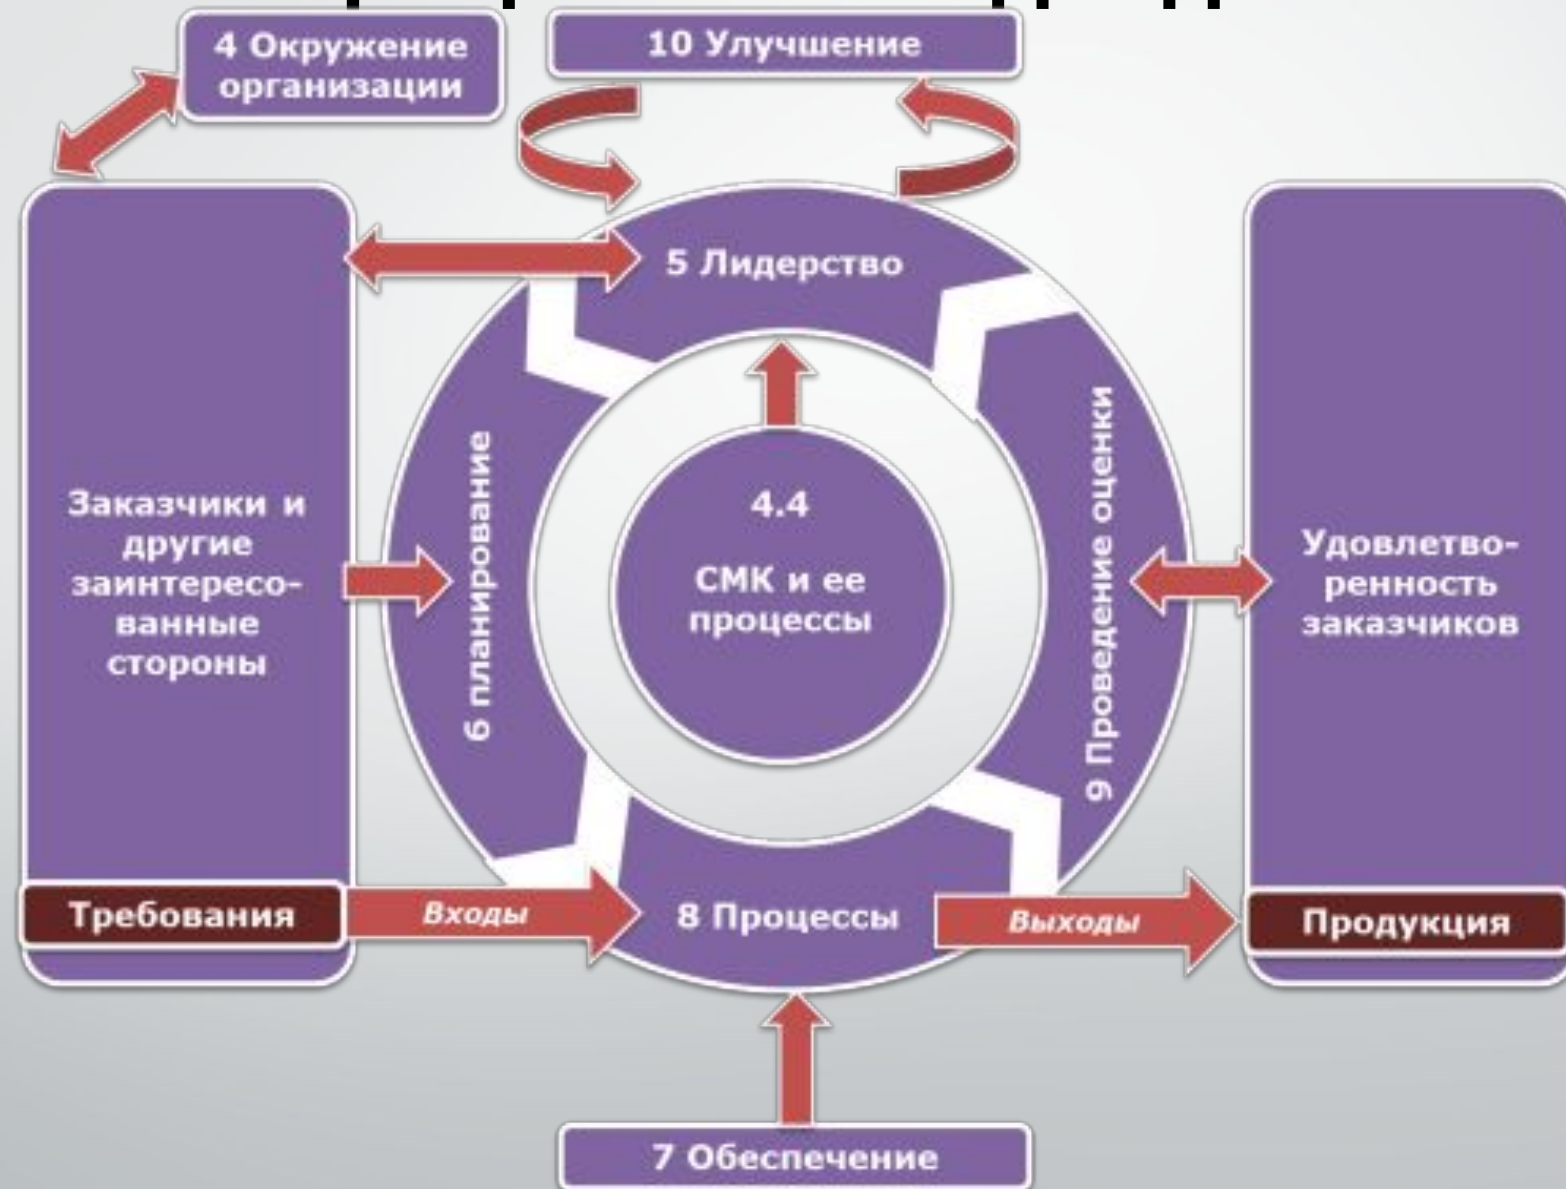 4 Окружение
организации
10 Улучшение
5 Лидерство
Заказчики и
другие
заинтересо-
ванные
стороны
6 планирование
4.4
СМК и ее
процессы
9 Проведение оценки
Удовлетво-
ренность
заказчиков
Требования
Входы
8 Процессы
Выходы
Продукция
7 Обеспечение